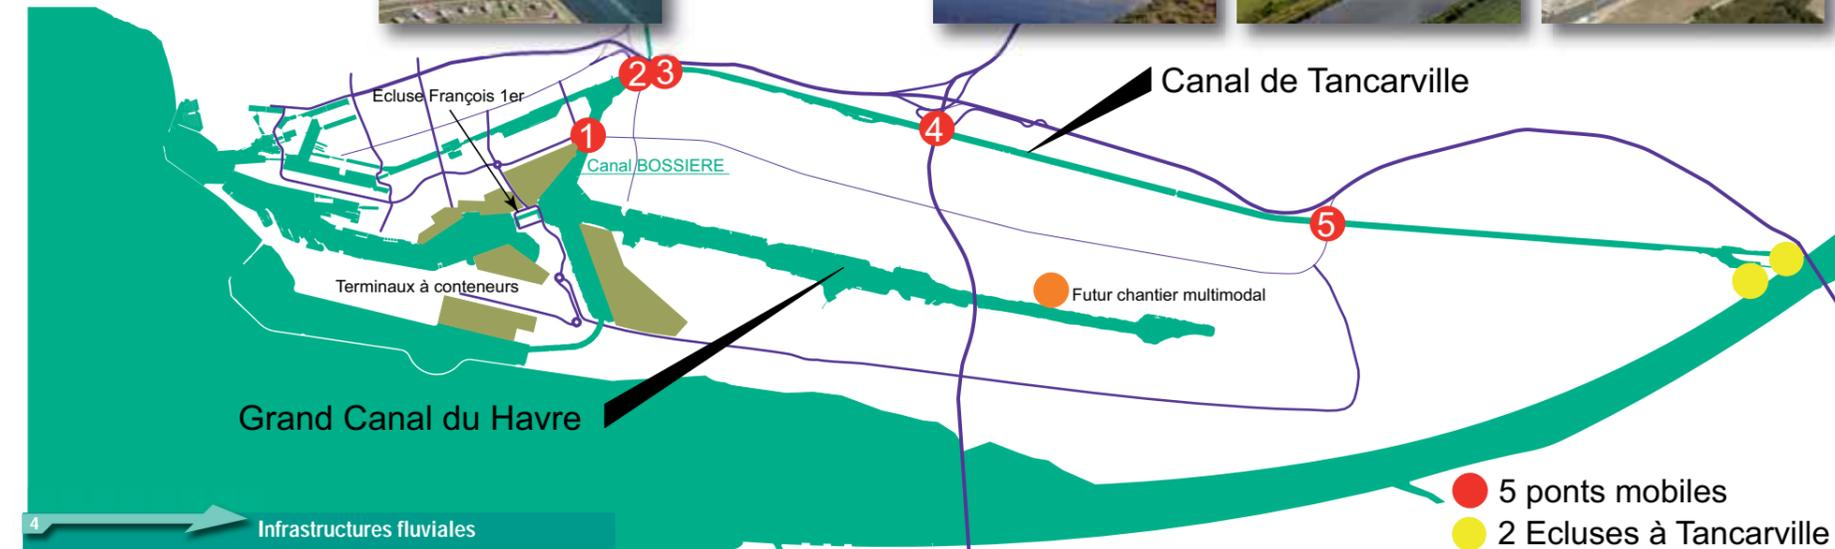 2
3
Canal de Tancarville
Ecluse François 1er
4
1
Canal BOSSIERE
5
Terminaux à conteneurs
Futur chantier multimodal
Grand Canal du Havre
5 ponts mobiles
2 Ecluses à Tancarville
4
Infrastructures fluviales